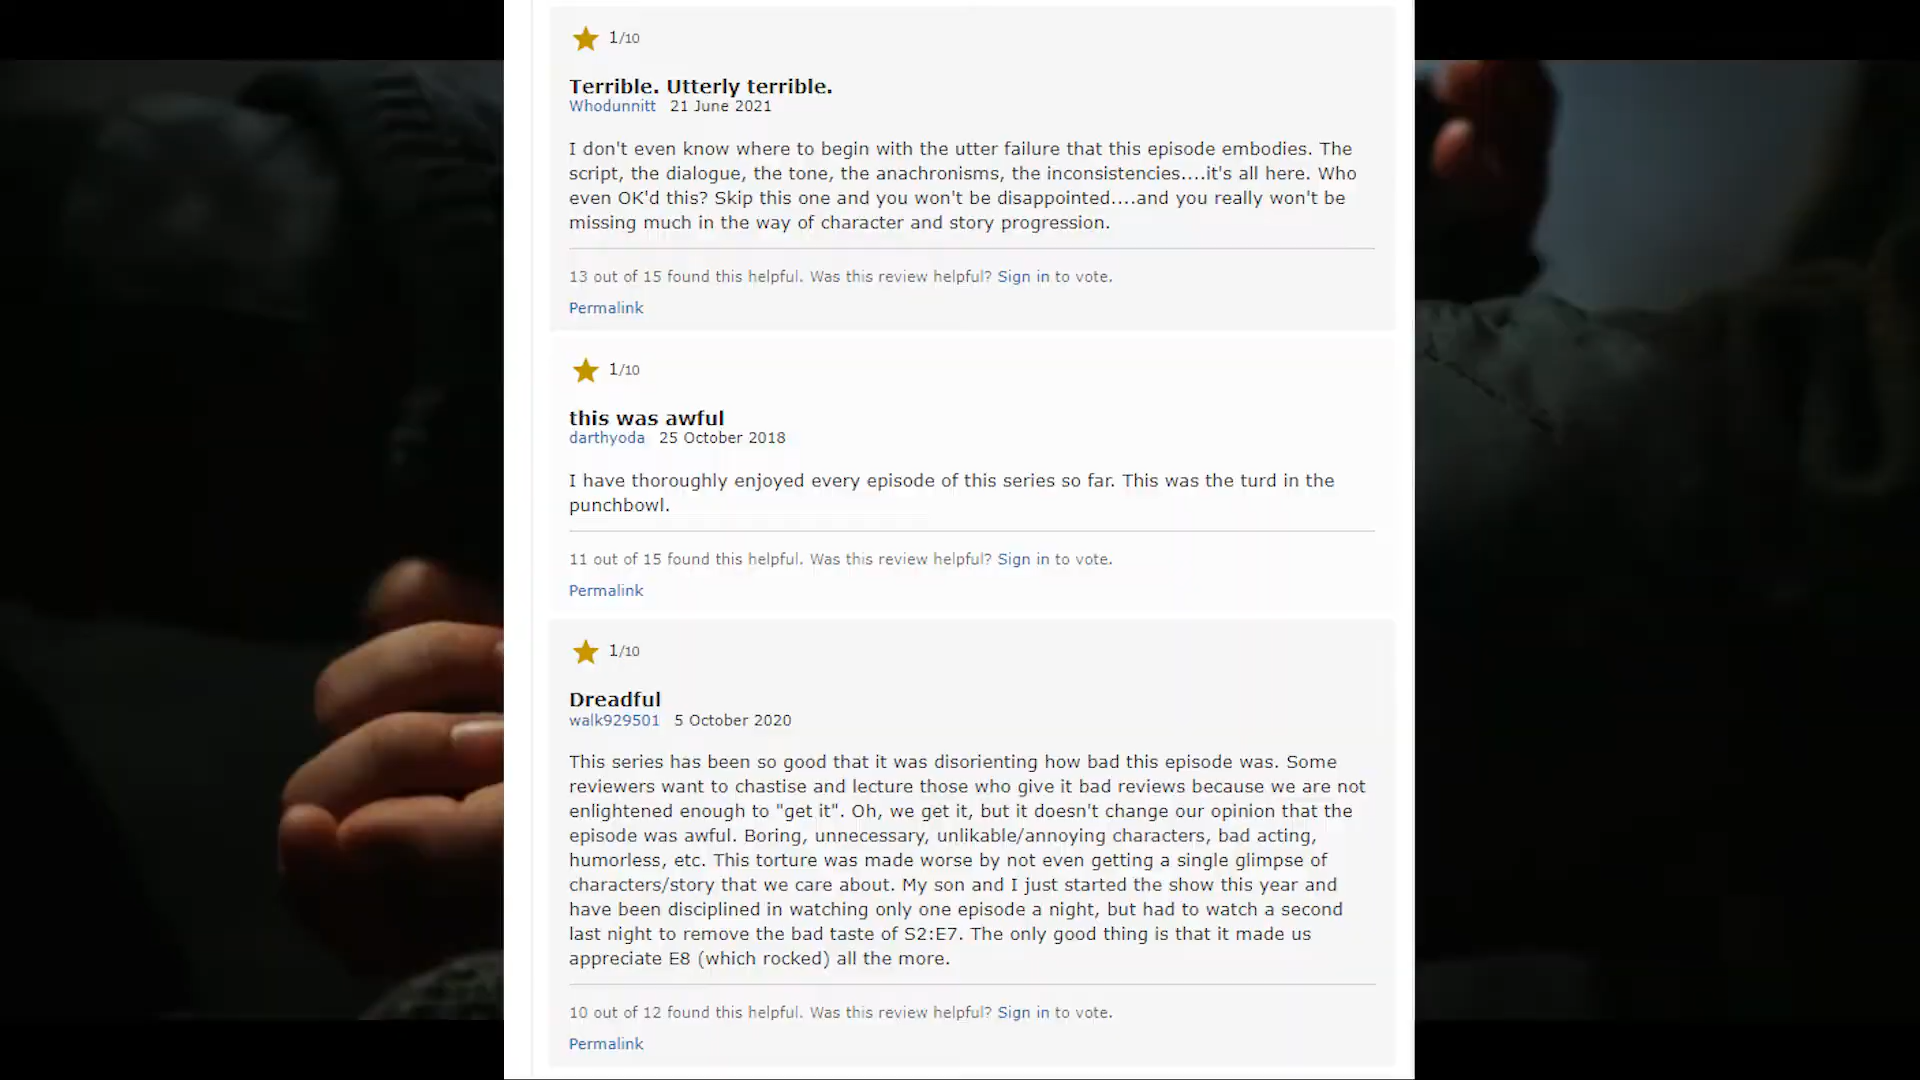 1/10
Terrible. Utterly terrible.
Whodunnitt 21 June 2021
I don't even know where to begin with the utter failure that this episode embodies. The
script, the dialogue, the tone, the anachronisms, the inconsistencies....it's all here. Who
even OK'd this? Skip this one and you won't be disappointed....and you really won't be
missing much in the way of character and story progression.
13 out of 15 found this helpful. Was this review helpful? Sign in to vote.
Permalink
1/10
this was awful
darthyoda 25 October 2018
I have thoroughly enjoyed every episode of this series so far. This was the turd in the
punchbowl.
11 out of 15 found this helpful. Was this review helpful? Sign in to vote.
Permalink
1/10
Dreadful
walk929501 5 October 2020
This series has been so good that it was disorienting how bad this episode was. Some
reviewers want to chastise and lecture those who give it bad reviews because we are not
enlightened enough to "get it". Oh, we get it, but it doesn't change our opinion that the
episode was awful. Boring, unnecessary, unlikable/annoying characters, bad acting,
humorless, etc. This torture was made worse by not even getting a single glimpse of
characters/story that we care about. My son and I just started the show this year and
have been disciplined in watching only one episode a night, but had to watch a second
last night to remove the bad taste of S2:E7. The only good thing is that it made us
appreciate E8 (which rocked) all the more.
10 out of 12 found this helpful. Was this review helpful? Sign in to vote.
Permalink